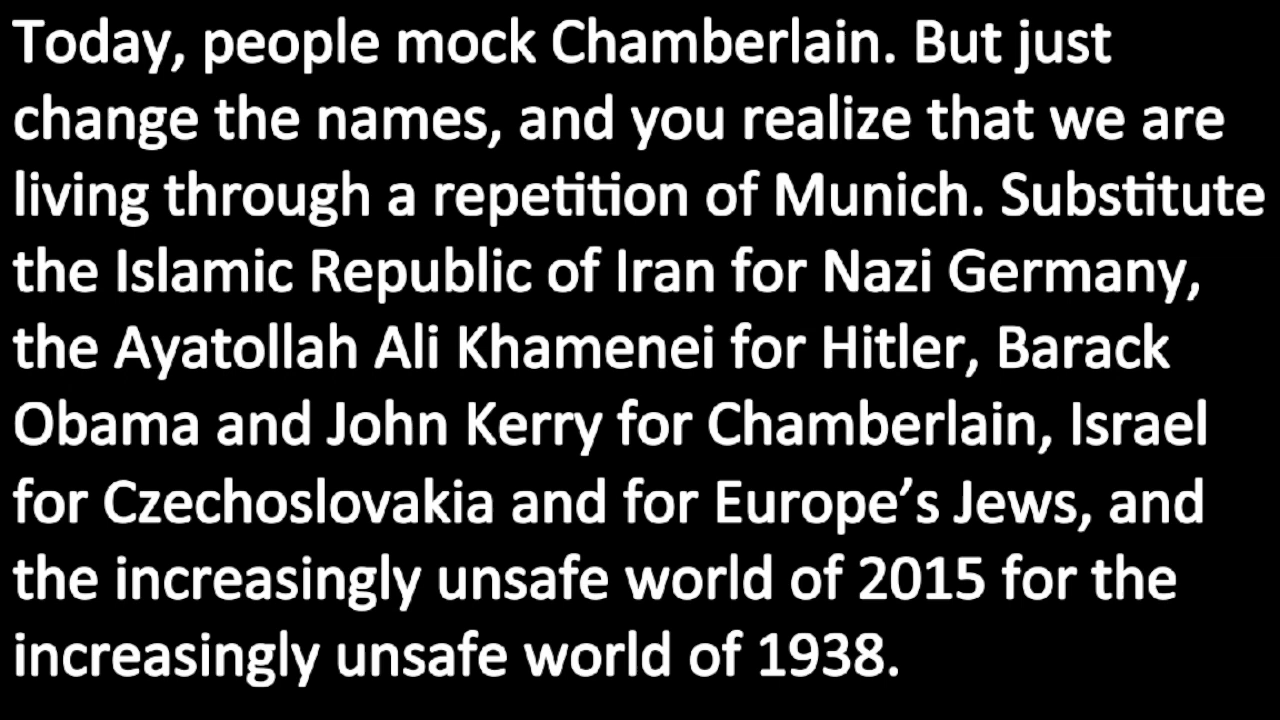 Today, people mock Chamberlain. But just
change the names, and you realize that we are
living through a repetition of Munich. Substitute
the Islamic Republic of Iran for Nazi Germany,
the Ayatollah Ali Khamenei for Hitler, Barack
Obama and John Kerry for Chamberlain, Israel
for Czechoslovakia and for Europe’s Jews, and
the increasingly unsafe world of 2015 for the
increasingly unsafe world of 1938.